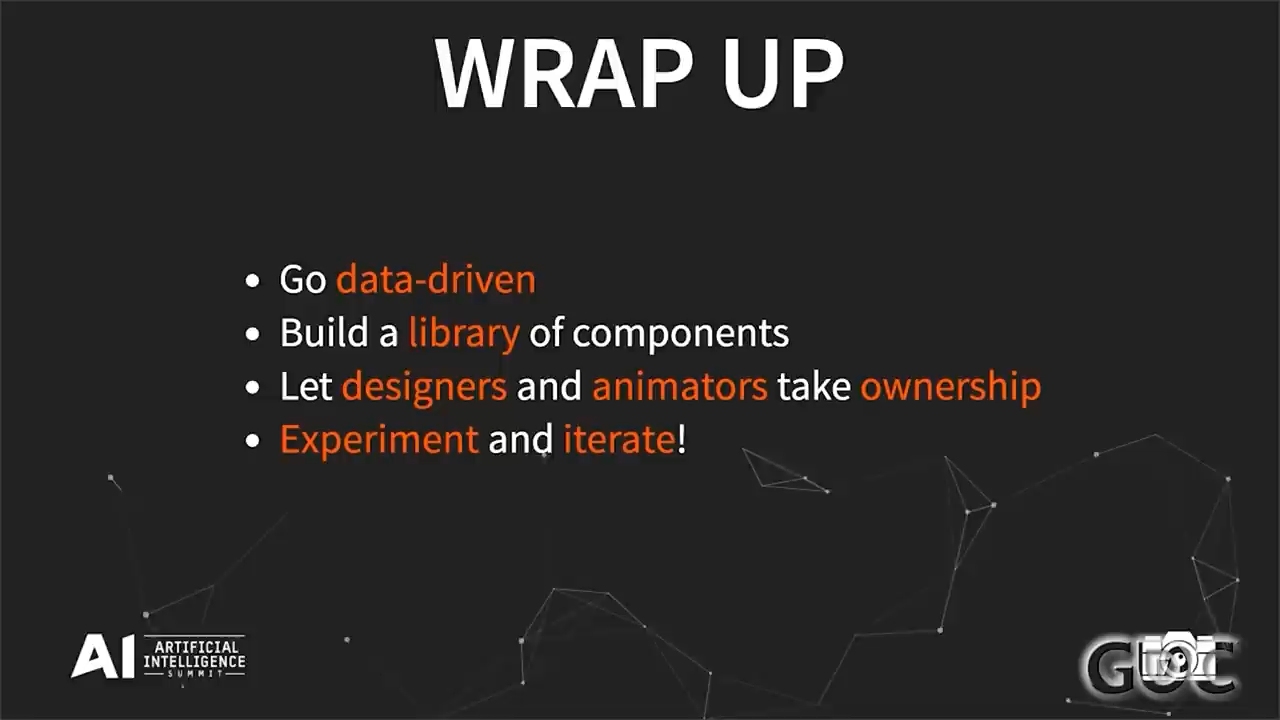 WRAP UP
Go data-driven
Build a library of components
Let designers and animators take ownership
Experiment and iterate!
AI ARTIFICIAL
INTELLIGENCE
SUMMIT
GDC